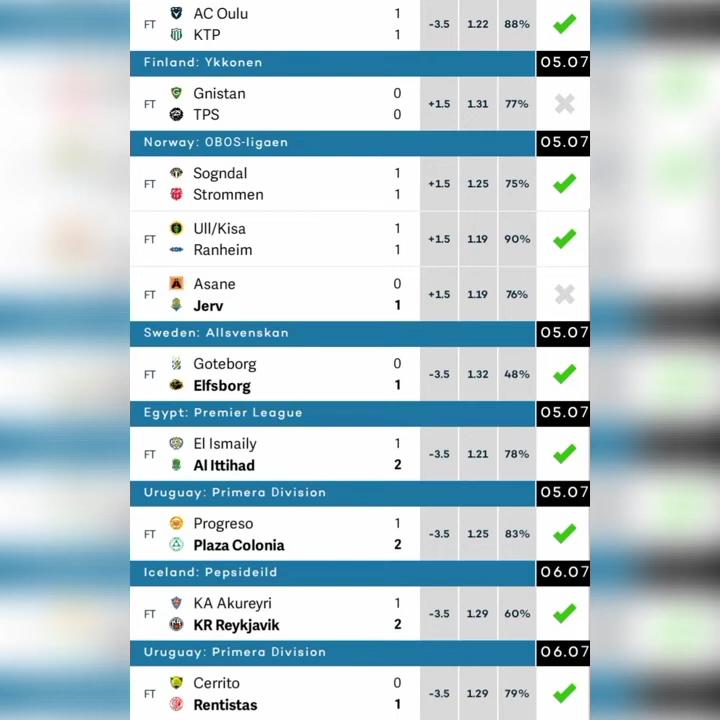 AC Oulu 1
FT -3.5 1.22 88%
KTP 1
Finland: Ykkonen 05.07
Gnistan 0
FT +1.5 1.31 77%
TPS 0
Norway: OBOS-ligaen 05.07
Sogndal 1
FT +1.5 1.25 75%
Strommen 1
Ull/Kisa 1
FT +1.5 1.19 90%
Ranheim 1
Asane 0
FT +1.5 1.19 76%
Jerv 1
Sweden: Allsvenskan 05.07
Goteborg 0
FT -3.5 1.32 48%
Elfsborg 1
Egypt: Premier League 05.07
El Ismaily 1
FT -3.5 1.21 78%
Al Ittihad 2
Uruguay: Primera Division 05.07
Progreso 1
FT -3.5 1.25 83%
Plaza Colonia 2
Iceland: Pepsideild 06.07
KA Akureyri 1
FT -3.5 1.29 60%
KR Reykjavik 2
Uruguay: Primera Division 06.07
Cerrito 0
FT -3.5 1.29 79%
Rentistas 1